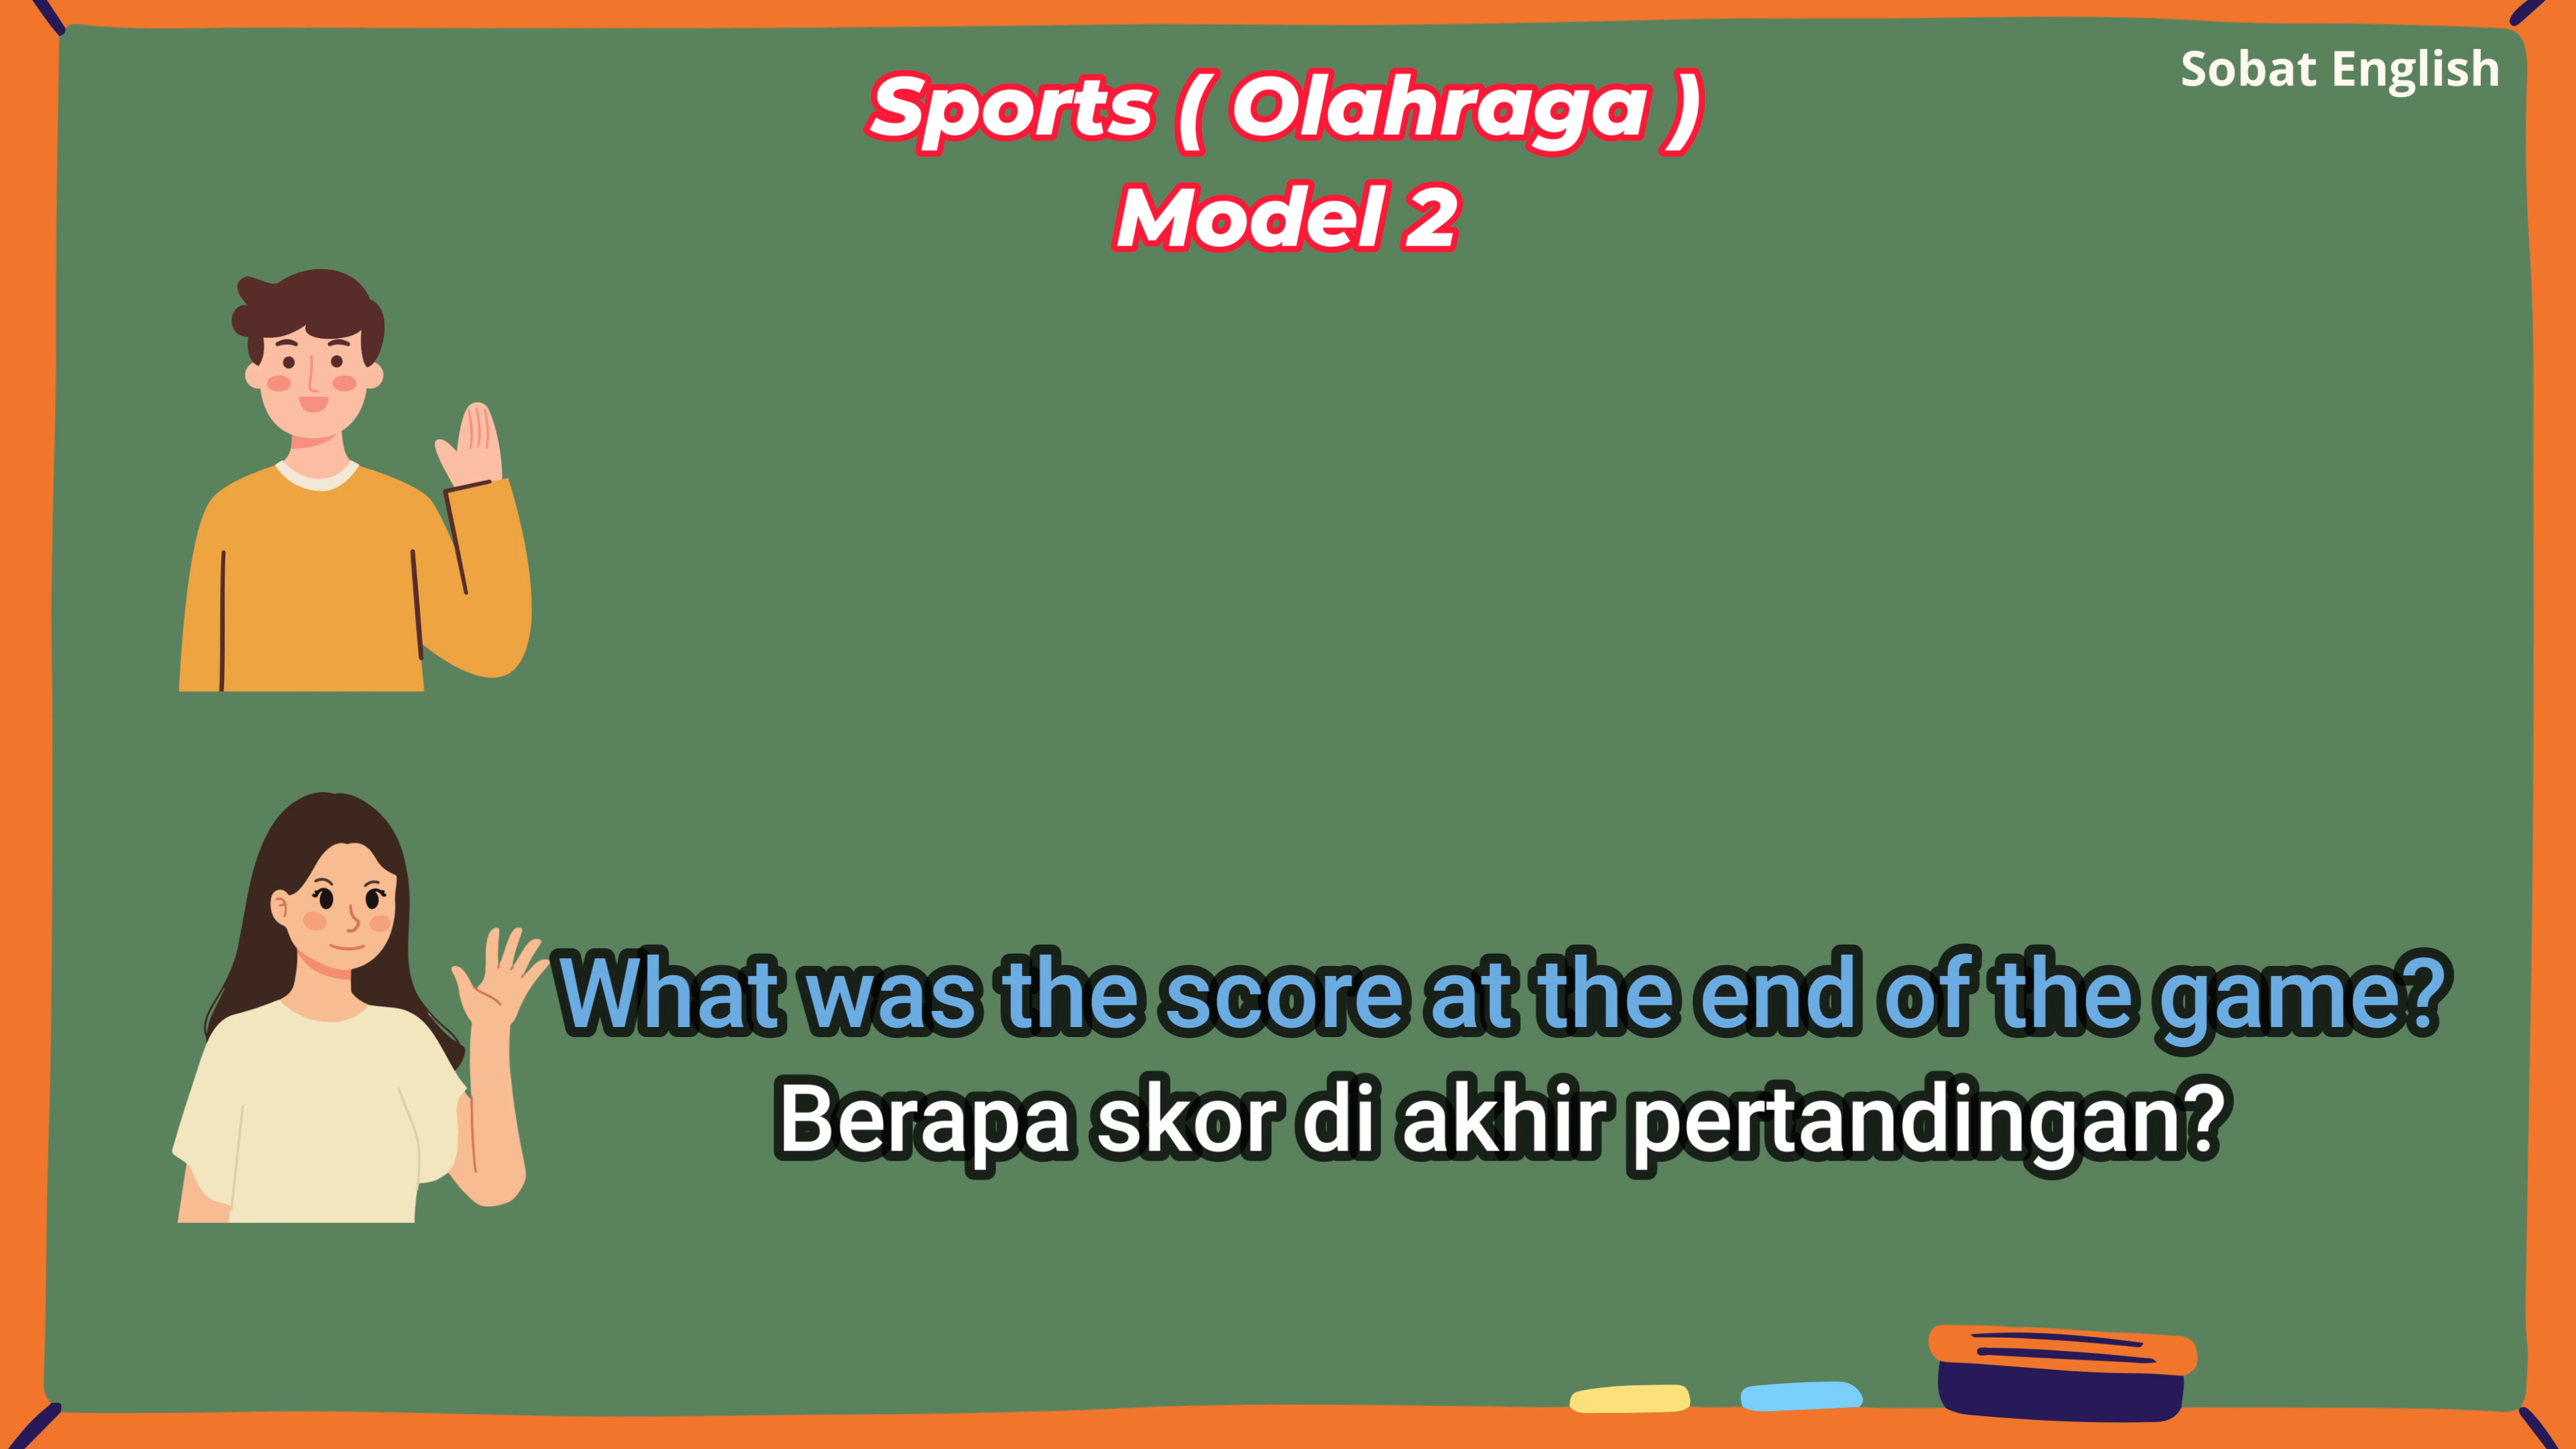 Sobat English
Sports ( Olahraga )
Model 2
What was the score at the end of the game?
Berapa skor di akhir pertandingan?